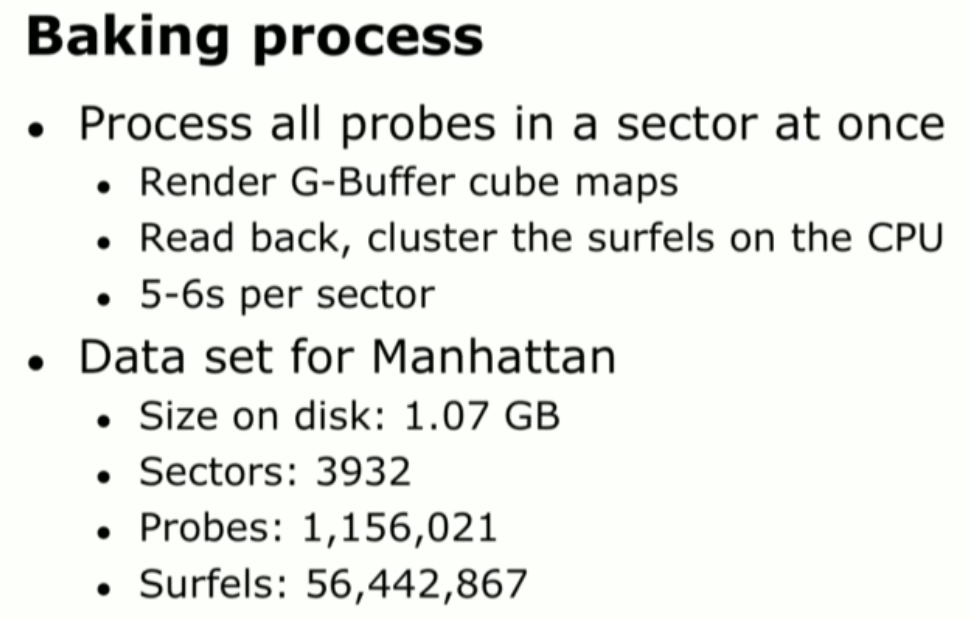 Baking process
• Process all probes in a sector at once
• Render G-Buffer cube maps
• Read back, cluster the surfels on the CPU
• 5-6s per sector
• Data set for Manhattan
• Size on disk: 1.07 GB
• Sectors: 3932
• Probes: 1,156,021
• Surfels: 56,442,867